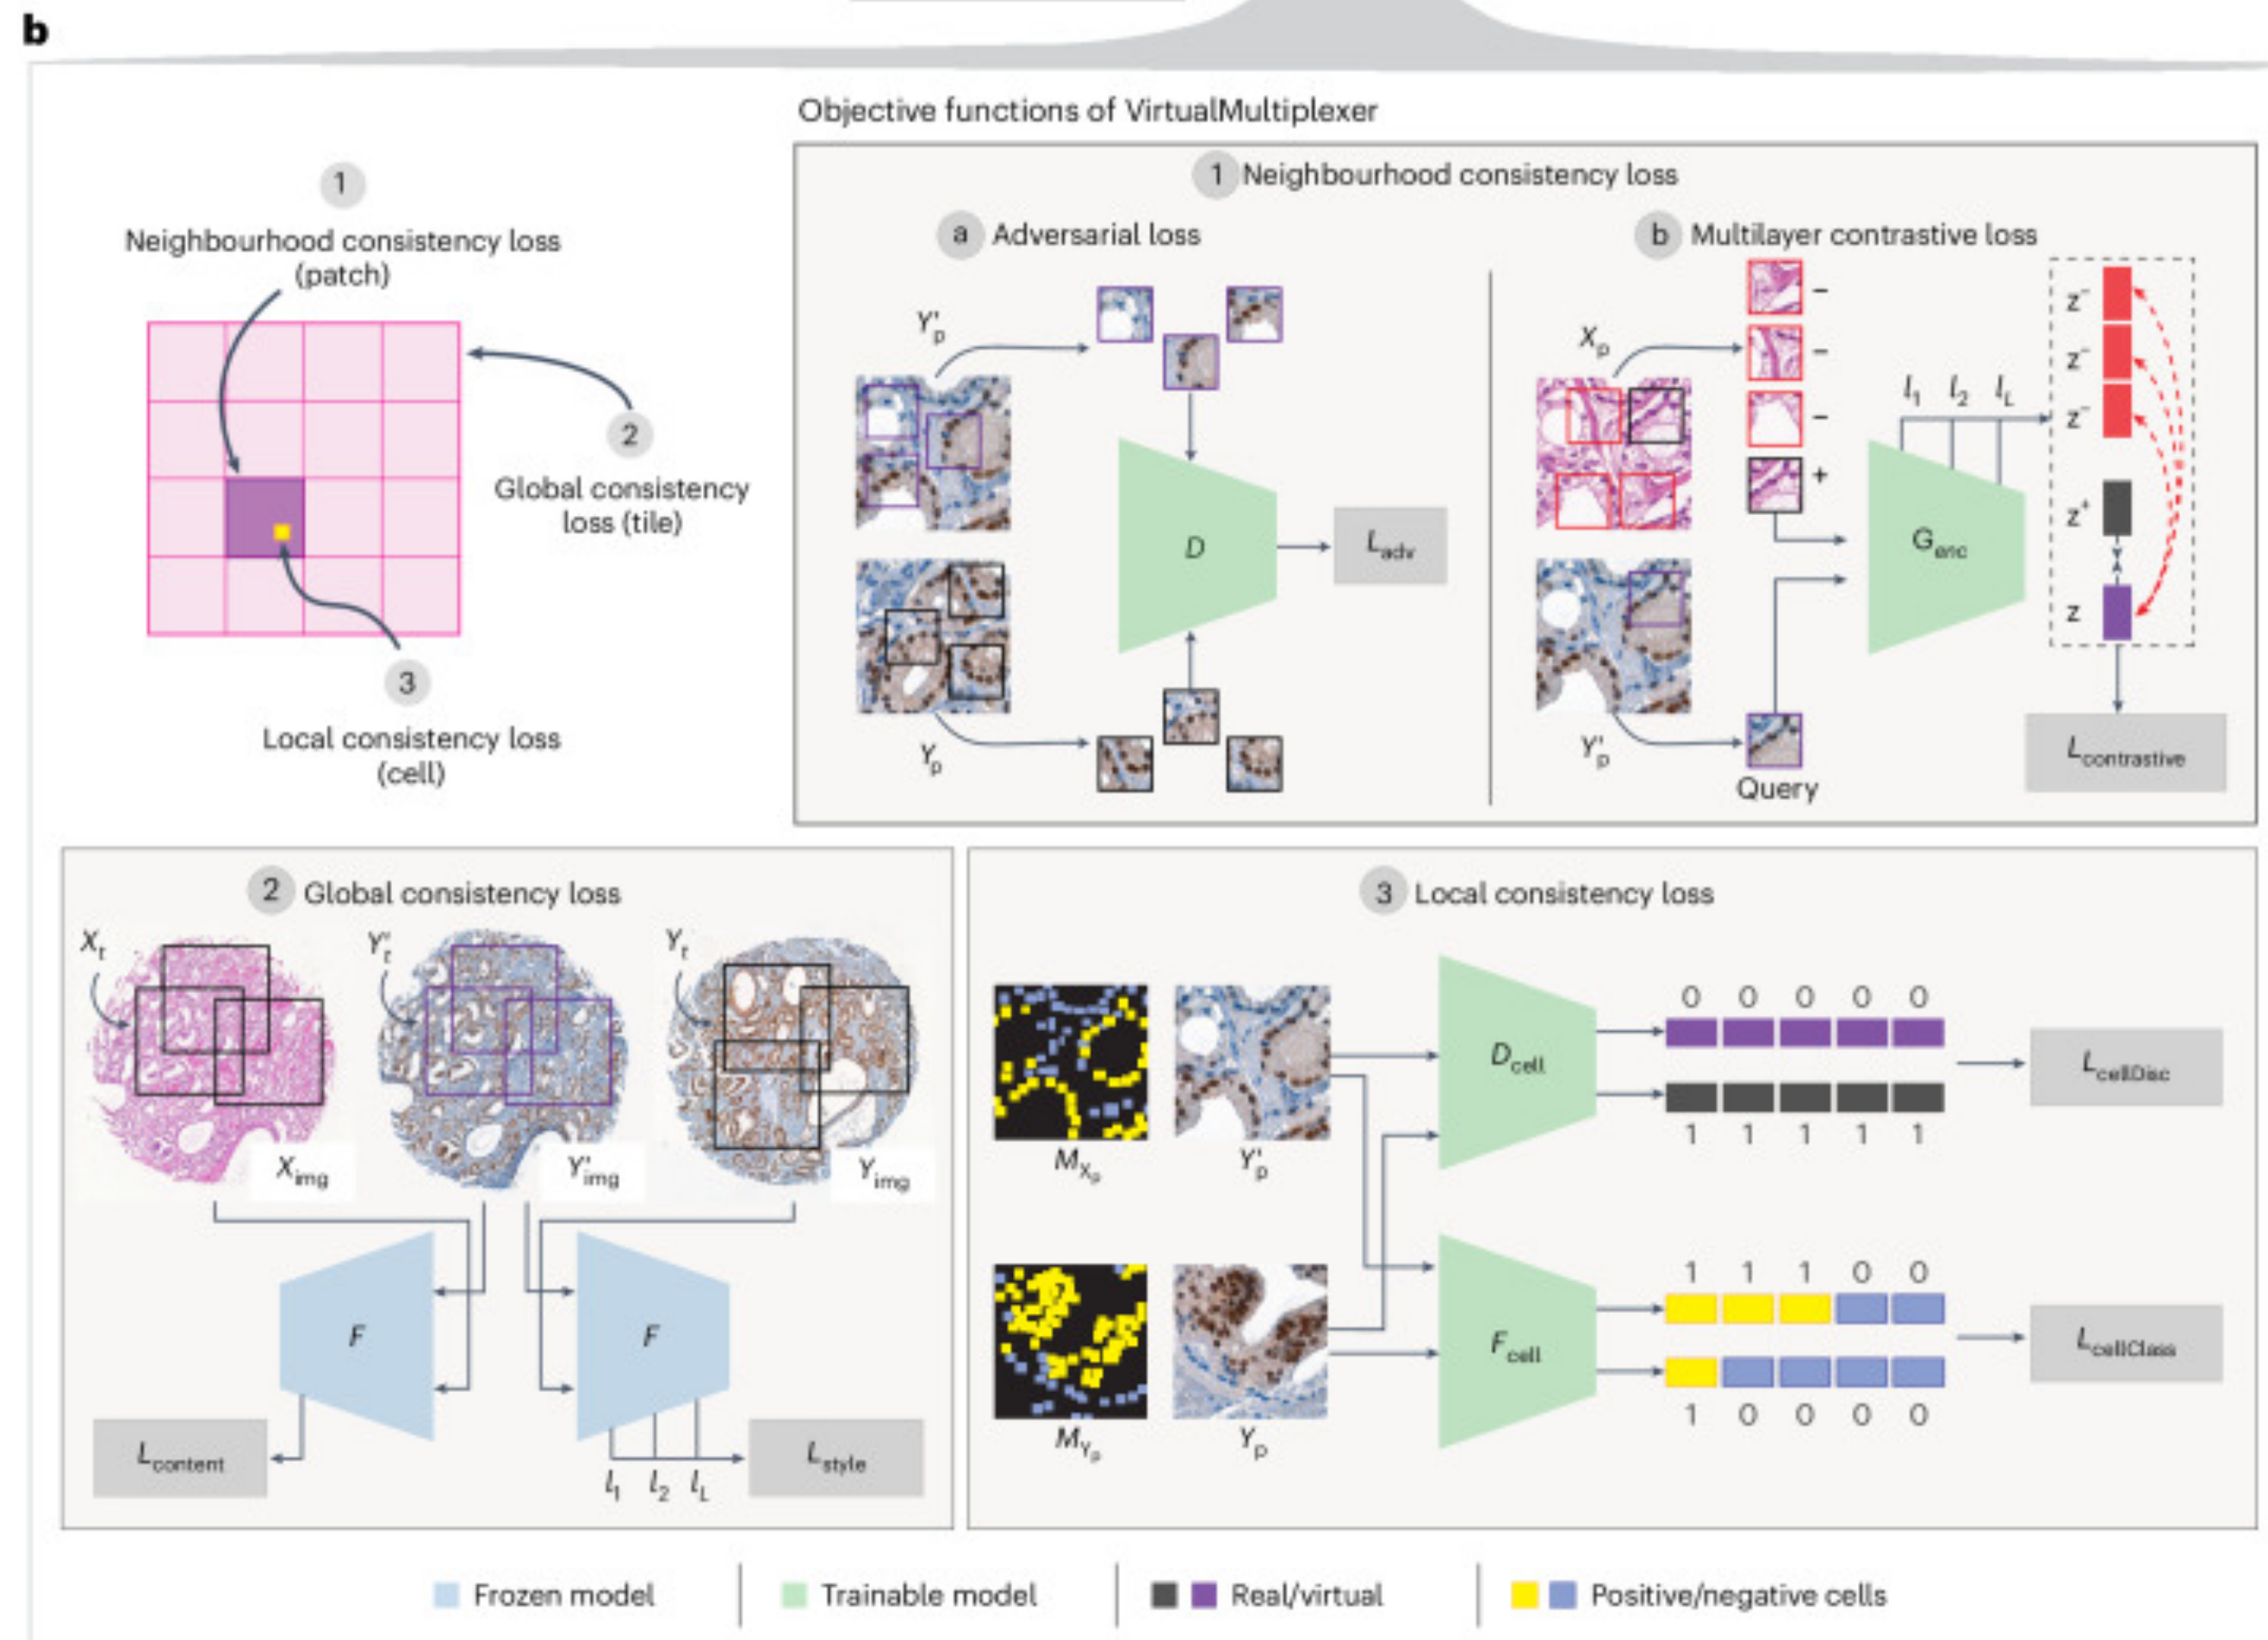 b
Objective functions of VirtualMultiplexer
1
Neighbourhood consistency loss
(patch)
2
Global consistency
loss (tile)
3
Local consistency loss
(cell)
1 Neighbourhood consistency loss
a Adversarial loss
Y'p
Yp
D
Ladv
b Multilayer contrastive loss
Xp
−
−
−
+
Y'p
Query
Genc
l1 l2 lL
z−
z−
z−
z+
z
Lcontrastive
2 Global consistency loss
Xt Y't Yt
Ximg Y'img Yimg
F F
Lcontent
l1 l2 lL
Lstyle
3 Local consistency loss
MXp Y'p
MYp Yp
Dcell
0 0 0 0 0
1 1 1 1 1
LcellDisc
Fcell
1 1 1 0 0
1 0 0 0 0
LcellClass
Frozen model
Trainable model
Real/virtual
Positive/negative cells